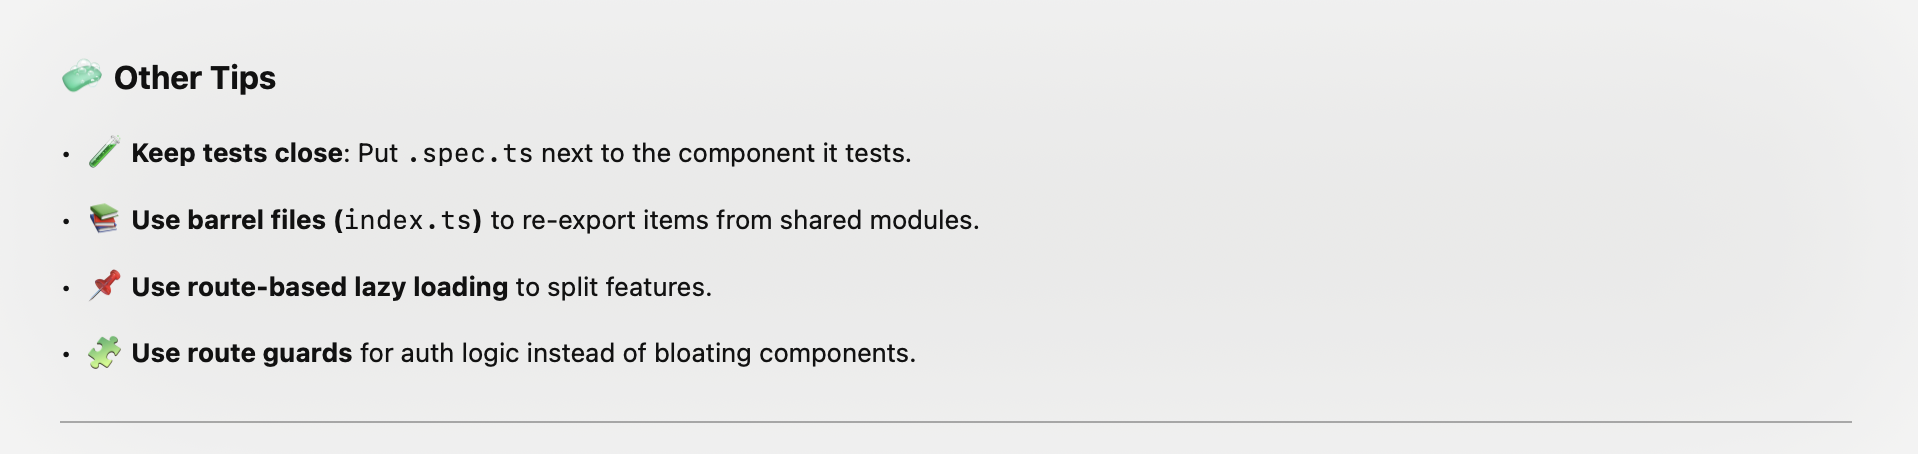 🧼 Other Tips
• 🧪 Keep tests close: Put .spec.ts next to the component it tests.
• 📚 Use barrel files (index.ts) to re-export items from shared modules.
• 📌 Use route-based lazy loading to split features.
• 🧩 Use route guards for auth logic instead of bloating components.